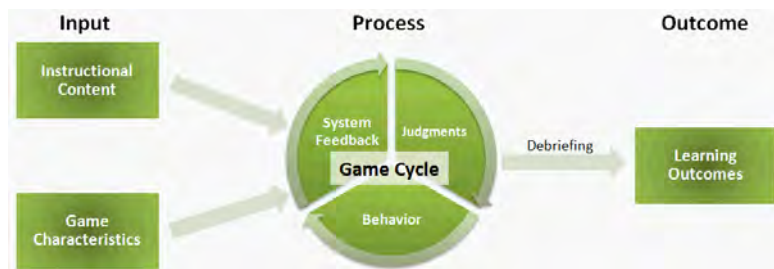 Input
Process
Outcome
Instructional
Content
System
Feedback
Judgments
Game Cycle
Behavior
Debriefing
Learning
Outcomes
Game
Characteristics